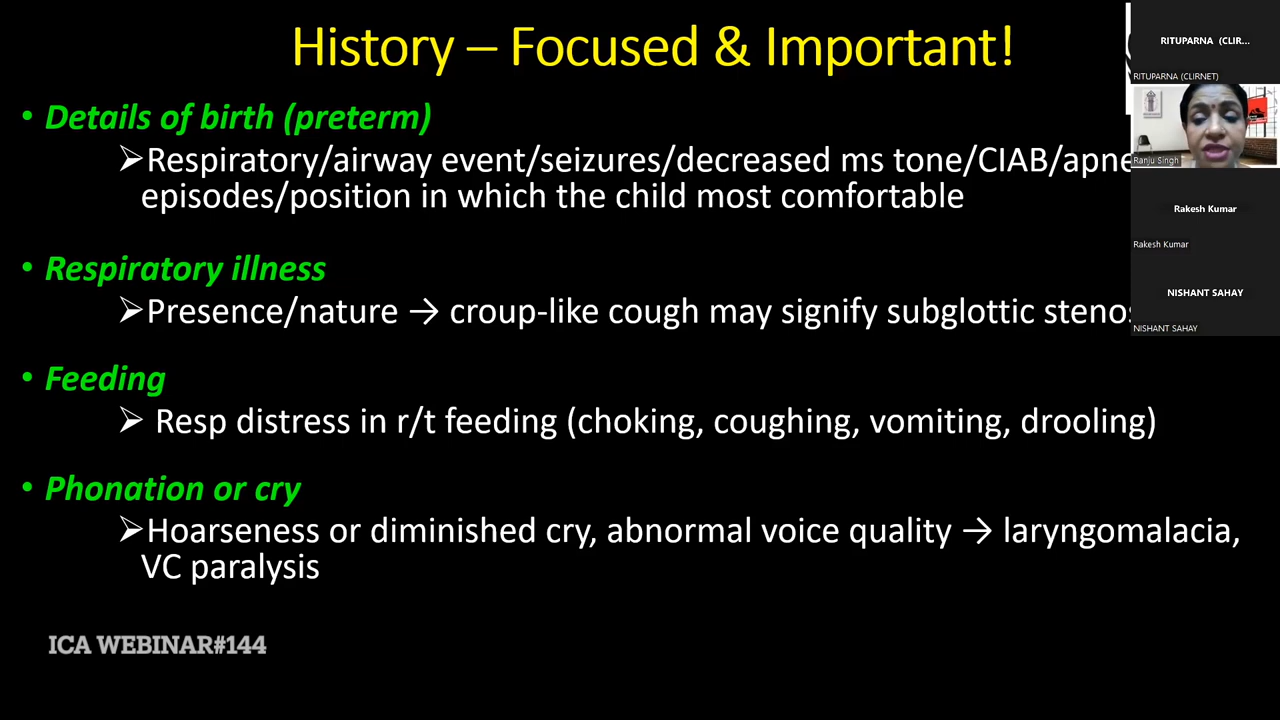 History – Focused & Important!
• Details of birth (preterm)
➢Respiratory/airway event/seizures/decreased ms tone/CIAB/apne
episodes/position in which the child most comfortable
• Respiratory illness
➢Presence/nature → croup-like cough may signify subglottic stenos
• Feeding
➢ Resp distress in r/t feeding (choking, coughing, vomiting, drooling)
• Phonation or cry
➢Hoarseness or diminished cry, abnormal voice quality → laryngomalacia,
VC paralysis
ICA WEBINAR#144
RITUPARNA (CLIR...
RITUPARNA (CLIRNET)
Ranju Singh
Rakesh Kumar
Rakesh Kumar
NISHANT SAHAY
NISHANT SAHAY